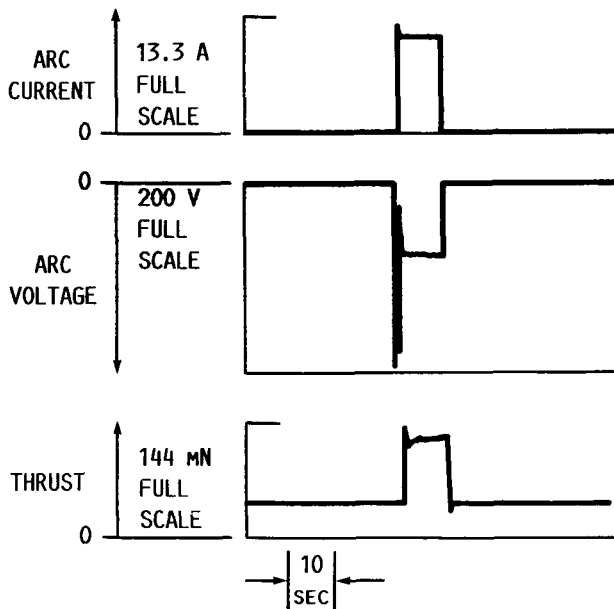 ARC
CURRENT
13.3 A
FULL
SCALE
0
0
200 V
FULL
SCALE
ARC
VOLTAGE
THRUST
144 MN
FULL
SCALE
0
10
SEC